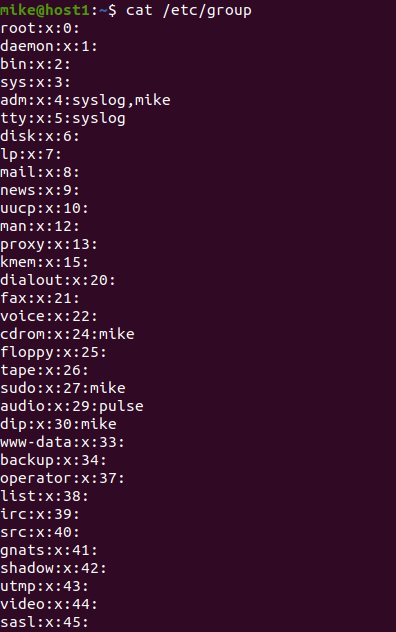 mike@host1:~$ cat /etc/group
root:x:0:
daemon:x:1:
bin:x:2:
sys:x:3:
adm:x:4:syslog,mike
tty:x:5:syslog
disk:x:6:
lp:x:7:
mail:x:8:
news:x:9:
uucp:x:10:
man:x:12:
proxy:x:13:
kmem:x:15:
dialout:x:20:
fax:x:21:
voice:x:22:
cdrom:x:24:mike
floppy:x:25:
tape:x:26:
sudo:x:27:mike
audio:x:29:pulse
dip:x:30:mike
www-data:x:33:
backup:x:34:
operator:x:37:
list:x:38:
irc:x:39:
src:x:40:
gnats:x:41:
shadow:x:42:
utmp:x:43:
video:x:44:
sasl:x:45: